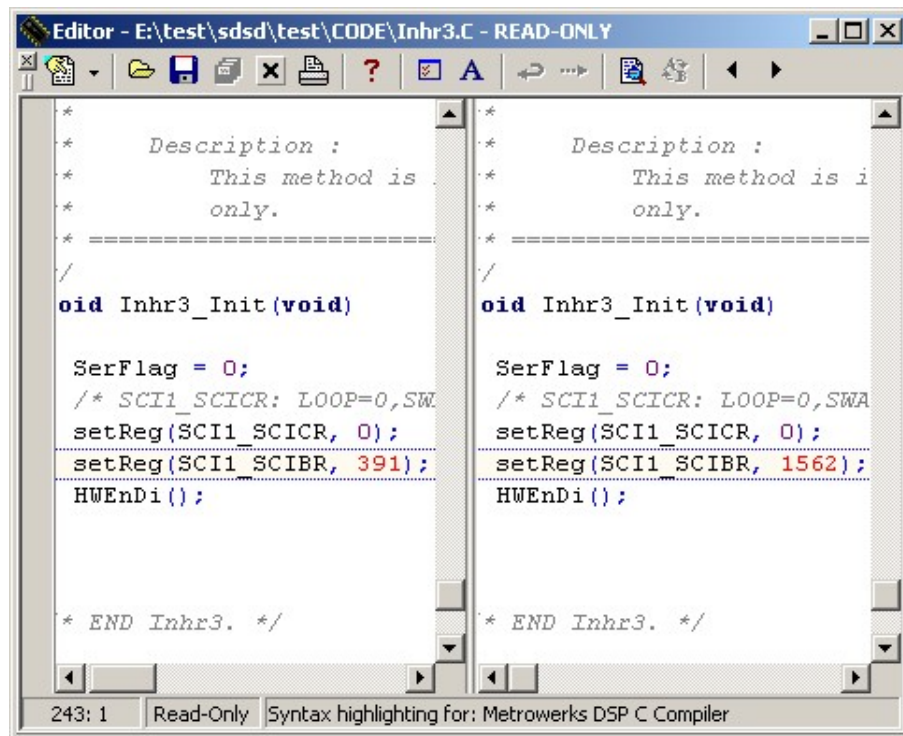 Editor - E:\test\sdsd\test\CODE\Inhr3.C - READ-ONLY
*
* Description :
* This method is
* only.
* ==========================
/
oid Inhr3_Init(void)
SerFlag = 0;
/* SCI1_SCICR: LOOP=0,SW
setReg(SCI1_SCICR, 0);
setReg(SCI1_SCIBR, 391);
HWEnDi();
* END Inhr3. */
*
* Description :
* This method is i
* only.
* ==========================
/
oid Inhr3_Init(void)
SerFlag = 0;
/* SCI1_SCICR: LOOP=0,SWA
setReg(SCI1_SCICR, 0);
setReg(SCI1_SCIBR, 1562);
HWEnDi();
* END Inhr3. */
243: 1 Read-Only Syntax highlighting for: Metrowerks DSP C Compiler